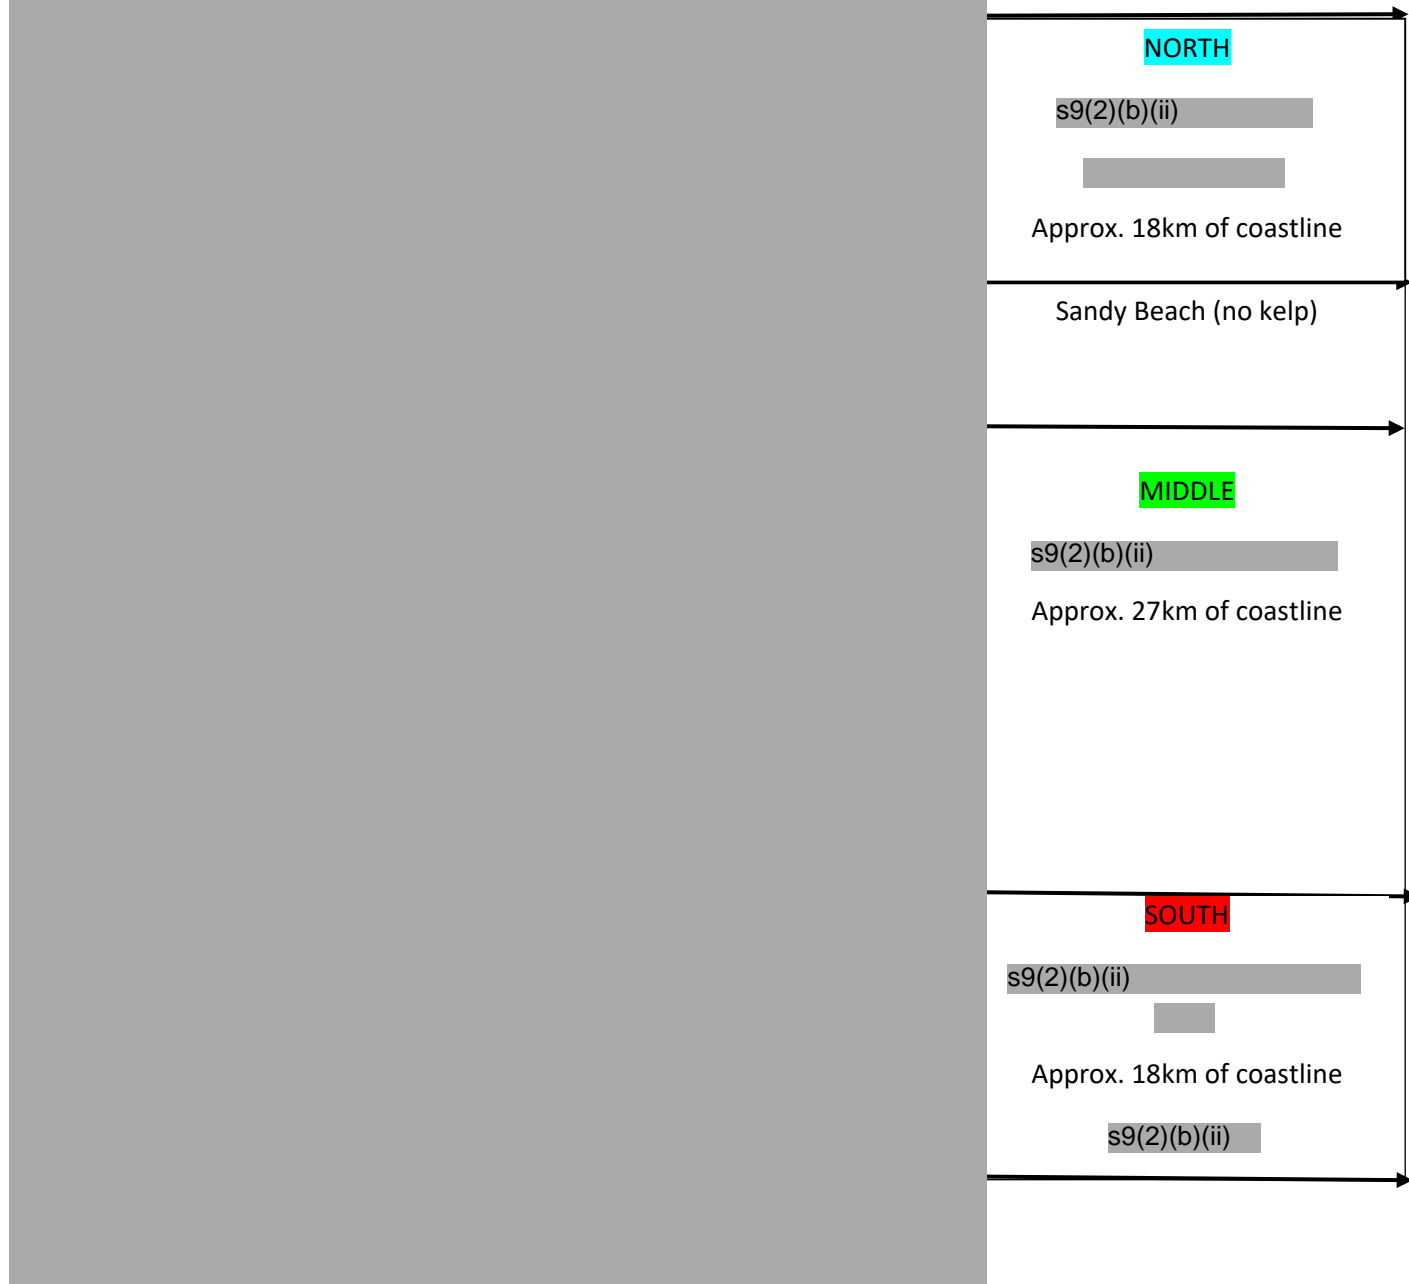 NORTH
s9(2)(b)(ii)
Approx. 18km of coastline
Sandy Beach (no kelp)
MIDDLE
s9(2)(b)(ii)
Approx. 27km of coastline
SOUTH
s9(2)(b)(ii)
Approx. 18km of coastline
s9(2)(b)(ii)